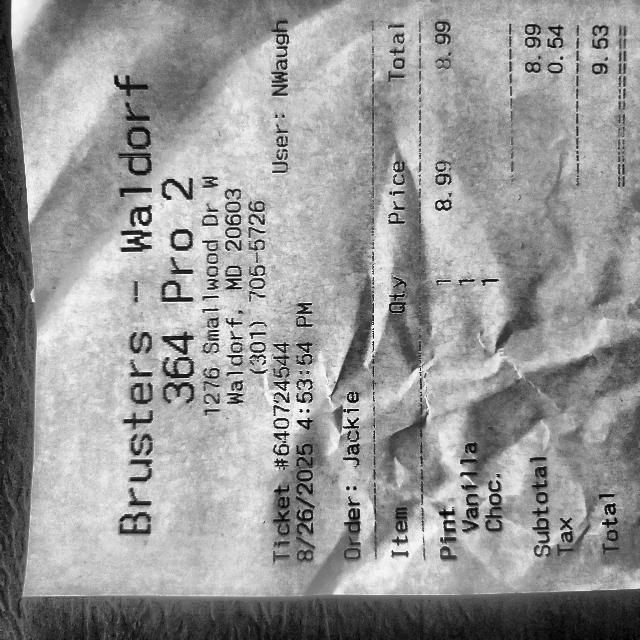 Brusters - Waldorf
364 Pro 2
1276 Smallwood Dr W
Waldorf, MD 20603
(301) 705-5726
Ticket #640724544 User: NWaugh
8/26/2025 4:53:54 PM
Order: Jackie
Item Qty Price Total
Pint 1 8.99 8.99
Vanilla 1
Choc. 1
Subtotal 8.99
Tax 0.54
Total 9.53